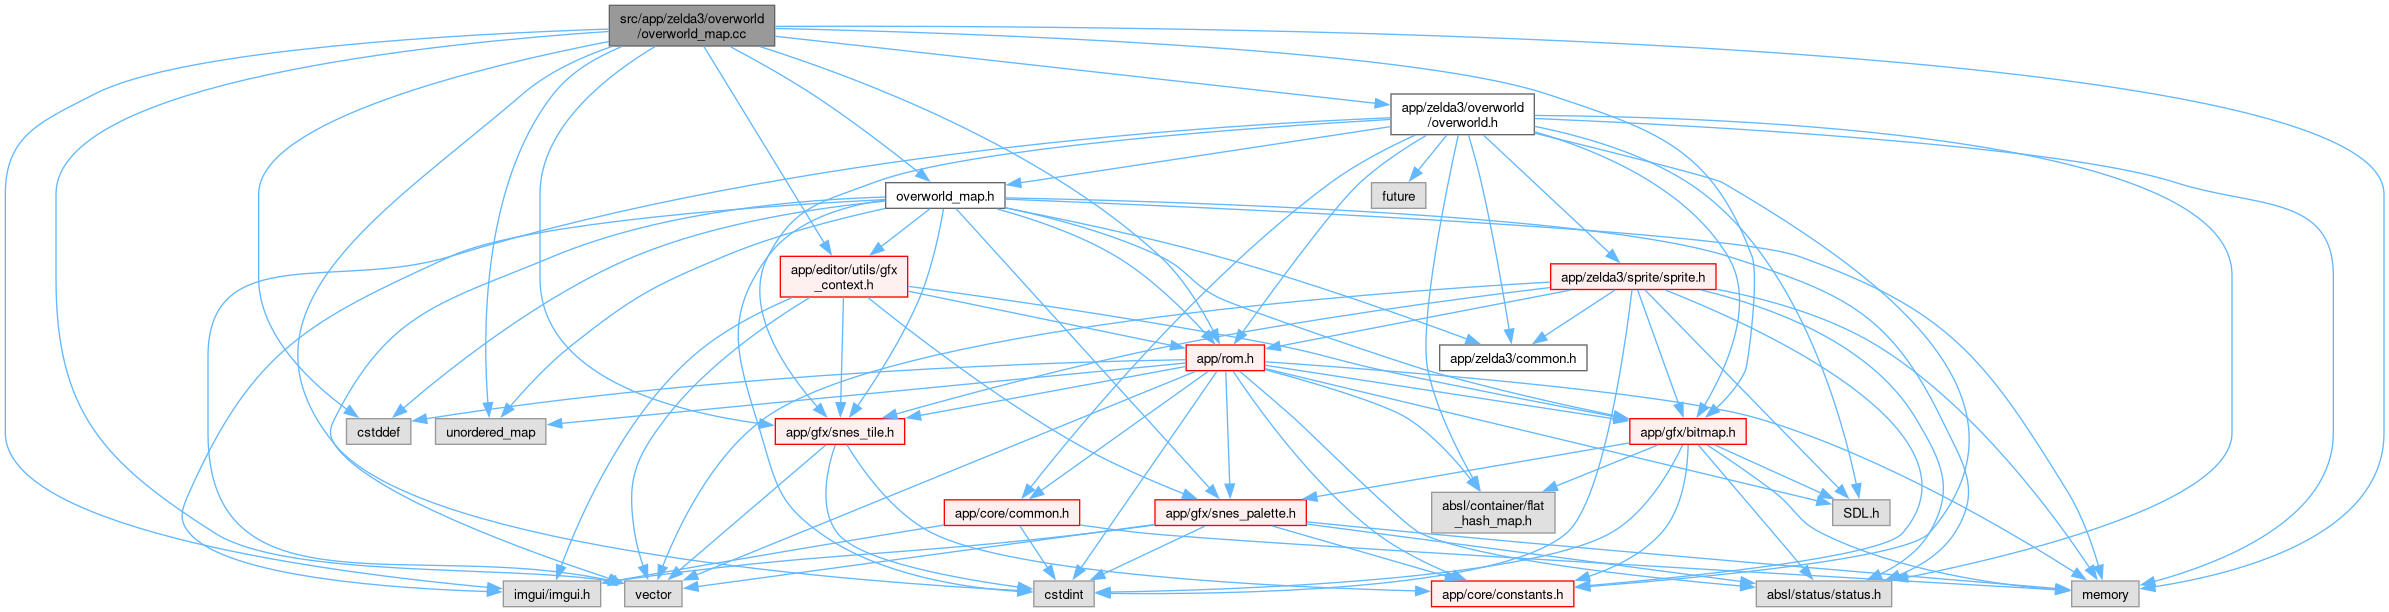 src/app/zelda3/overworld
/overworld_map.cc
app/zelda3/overworld
/overworld.h
overworld_map.h
future
app/editor/utils/gfx
_context.h
app/zelda3/sprite/sprite.h
app/rom.h
app/zelda3/common.h
cstddef
unordered_map
app/gfx/snes_tile.h
app/gfx/bitmap.h
app/core/common.h
app/gfx/snes_palette.h
absl/container/flat
_hash_map.h
SDL.h
imgui/imgui.h
vector
cstdint
app/core/constants.h
absl/status/status.h
memory